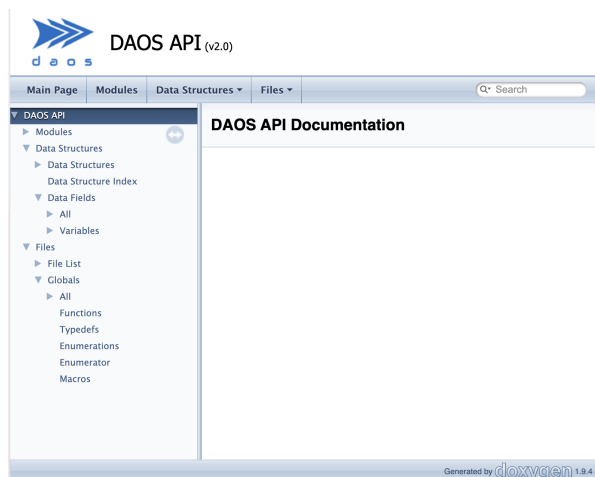 daos
DAOS API (v2.0)
Main Page Modules Data Structures Files Search
DAOS API
Modules
Data Structures
Data Structures
Data Structure Index
Data Fields
All
Variables
Files
File List
Globals
All
Functions
Typedefs
Enumerations
Enumerator
Macros
DAOS API Documentation
Generated by doxygen 1.9.4